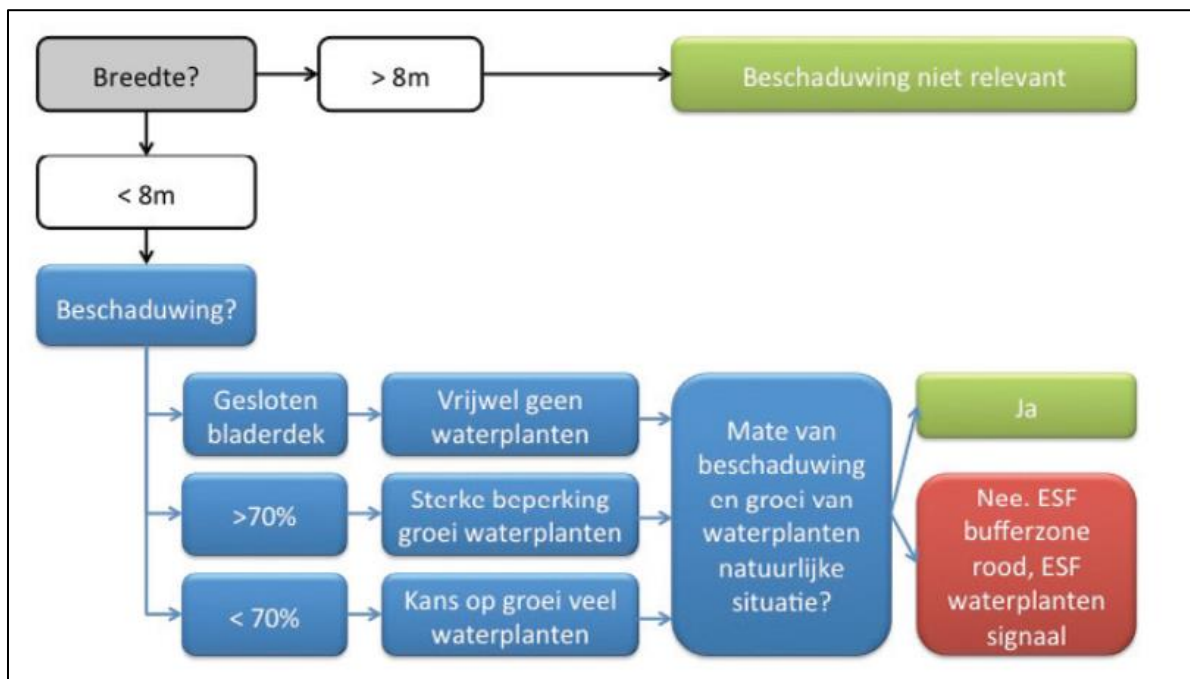 Breedte?
> 8m
Beschaduwing niet relevant
< 8m
Beschaduwing?
Gesloten
bladerdek
Vrijwel geen
waterplanten
>70%
Sterke beperking
groei waterplanten
< 70%
Kans op groei veel
waterplanten
Mate van
beschaduwing
en groei van
waterplanten
natuurlijke
situatie?
Ja
Nee. ESF
bufferzone
rood, ESF
waterplanten
signaal